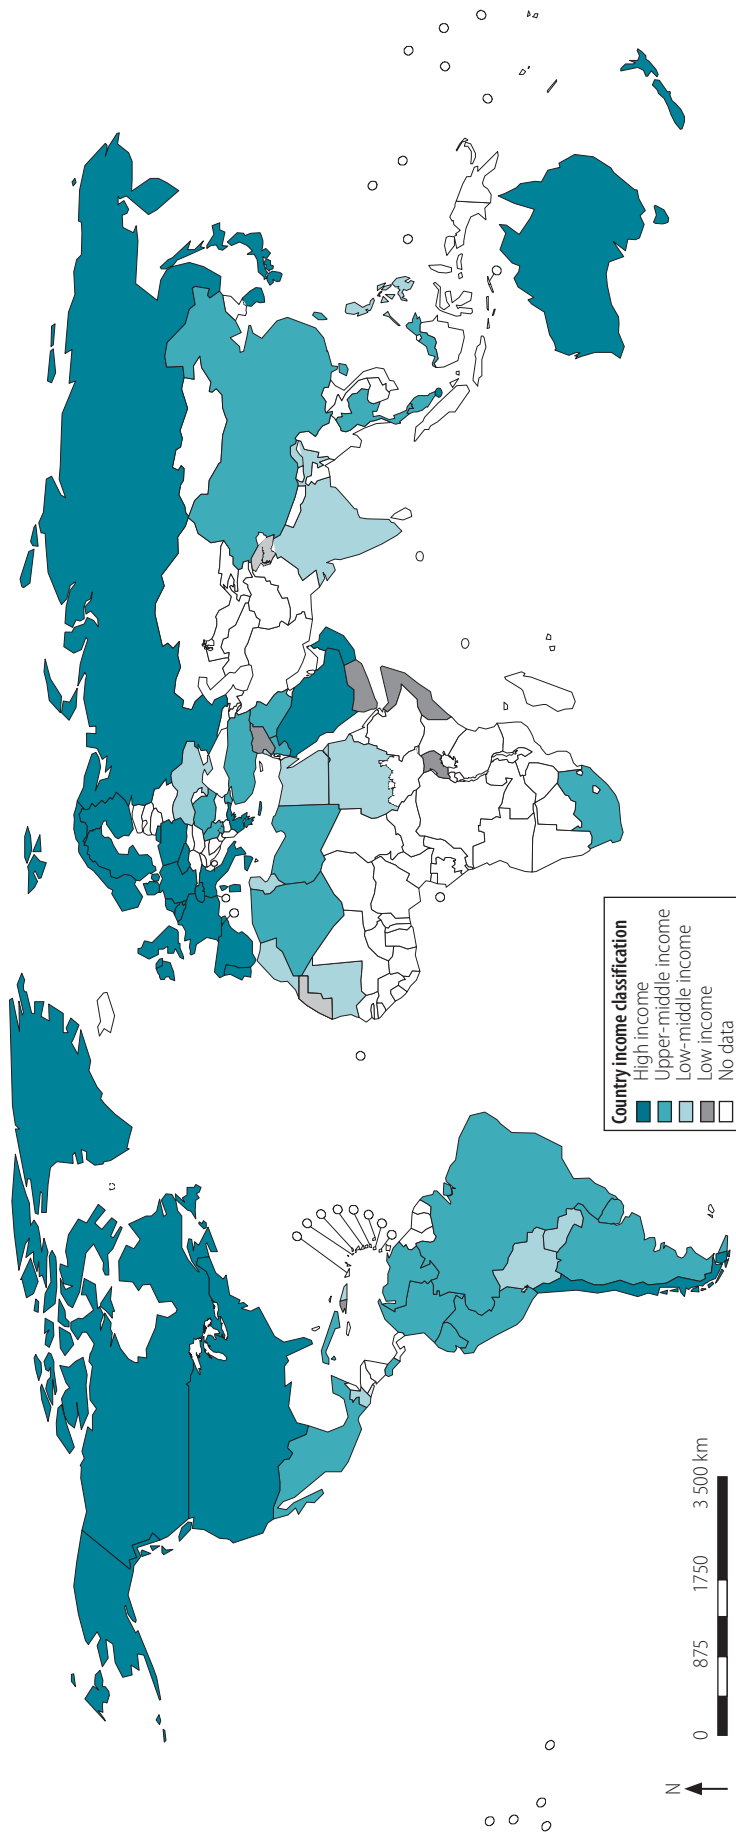 Country income classification
High income
Upper-middle income
Low-middle income
Low income
No data
0 875 1750 3 500 km
N